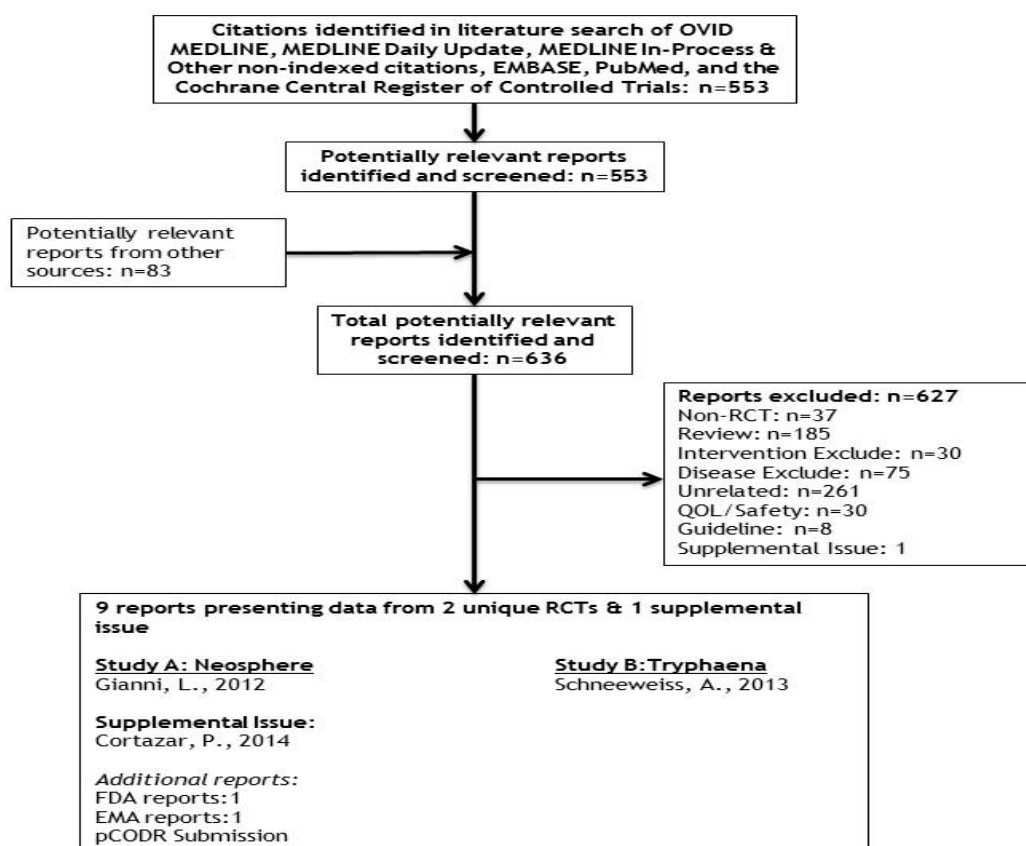 Citations identified in literature search of OVID
MEDLINE, MEDLINE Daily Update, MEDLINE In-Process &
Other non-indexed citations, EMBASE, PubMed, and the
Cochrane Central Register of Controlled Trials: n=553
Potentially relevant reports
identified and screened: n=553
Potentially relevant
reports from other
sources: n=83
Total potentially relevant
reports identified and
screened: n=636
Reports excluded: n=627
Non-RCT: n=37
Review: n=185
Intervention Exclude: n=30
Disease Exclude: n=75
Unrelated: n=261
QOL/Safety: n=30
Guideline: n=8
Supplemental Issue: 1
9 reports presenting data from 2 unique RCTs & 1 supplemental
issue
Study A: Neosphere
Gianni, L., 2012
Study B:Tryphaena
Schneeweiss, A., 2013
Supplemental Issue:
Cortazar, P., 2014
Additional reports:
FDA reports:1
EMA reports:1
pCODR Submission